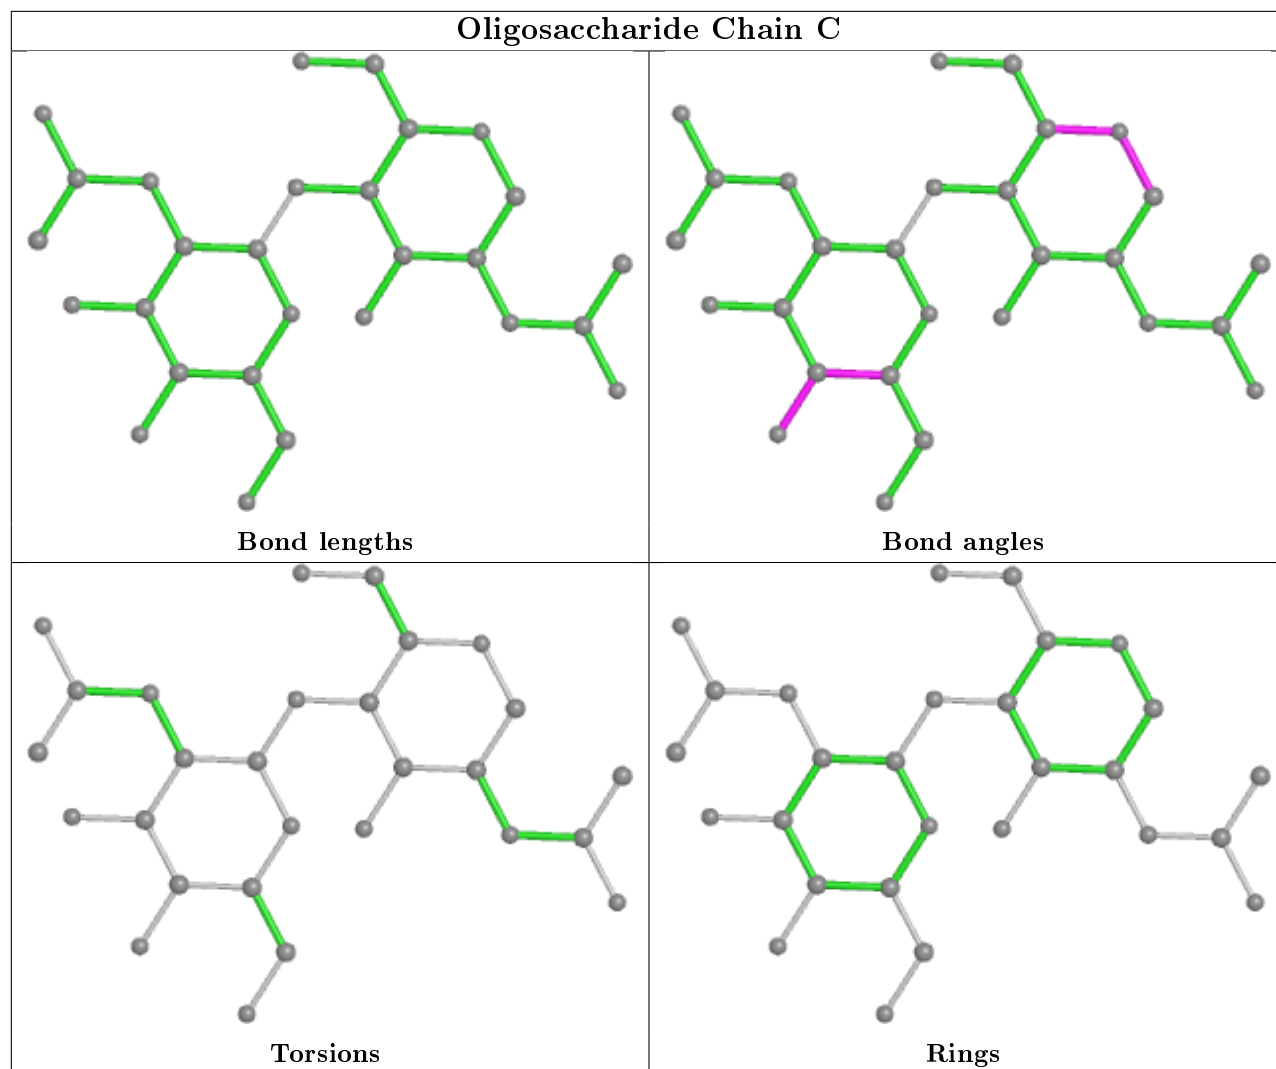 Oligosaccharide Chain C
Bond lengths
Bond angles
Torsions
Rings